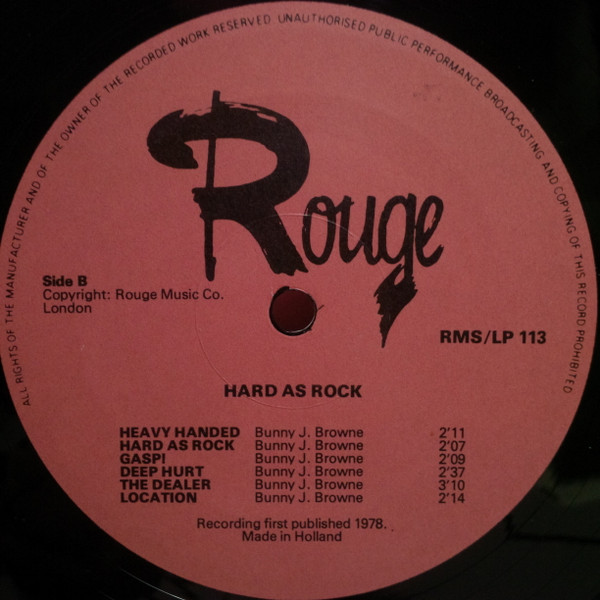 ALL RIGHTS OF THE MANUFACTURER AND OF THE OWNER OF THE RECORDED WORK RESERVED. UNAUTHORISED PUBLIC PERFORMANCE BROADCASTING AND COPYING OF THIS RECORD PROHIBITED
Rouge
Side B
Copyright: Rouge Music Co.
London
RMS/LP 113
HARD AS ROCK
HEAVY HANDED Bunny J. Browne 2'11
HARD AS ROCK Bunny J. Browne 2'07
GASP! Bunny J. Browne 2'09
DEEP HURT Bunny J. Browne 2'37
THE DEALER Bunny J. Browne 3'10
LOCATION Bunny J. Browne 2'14
Recording first published 1978.
Made in Holland